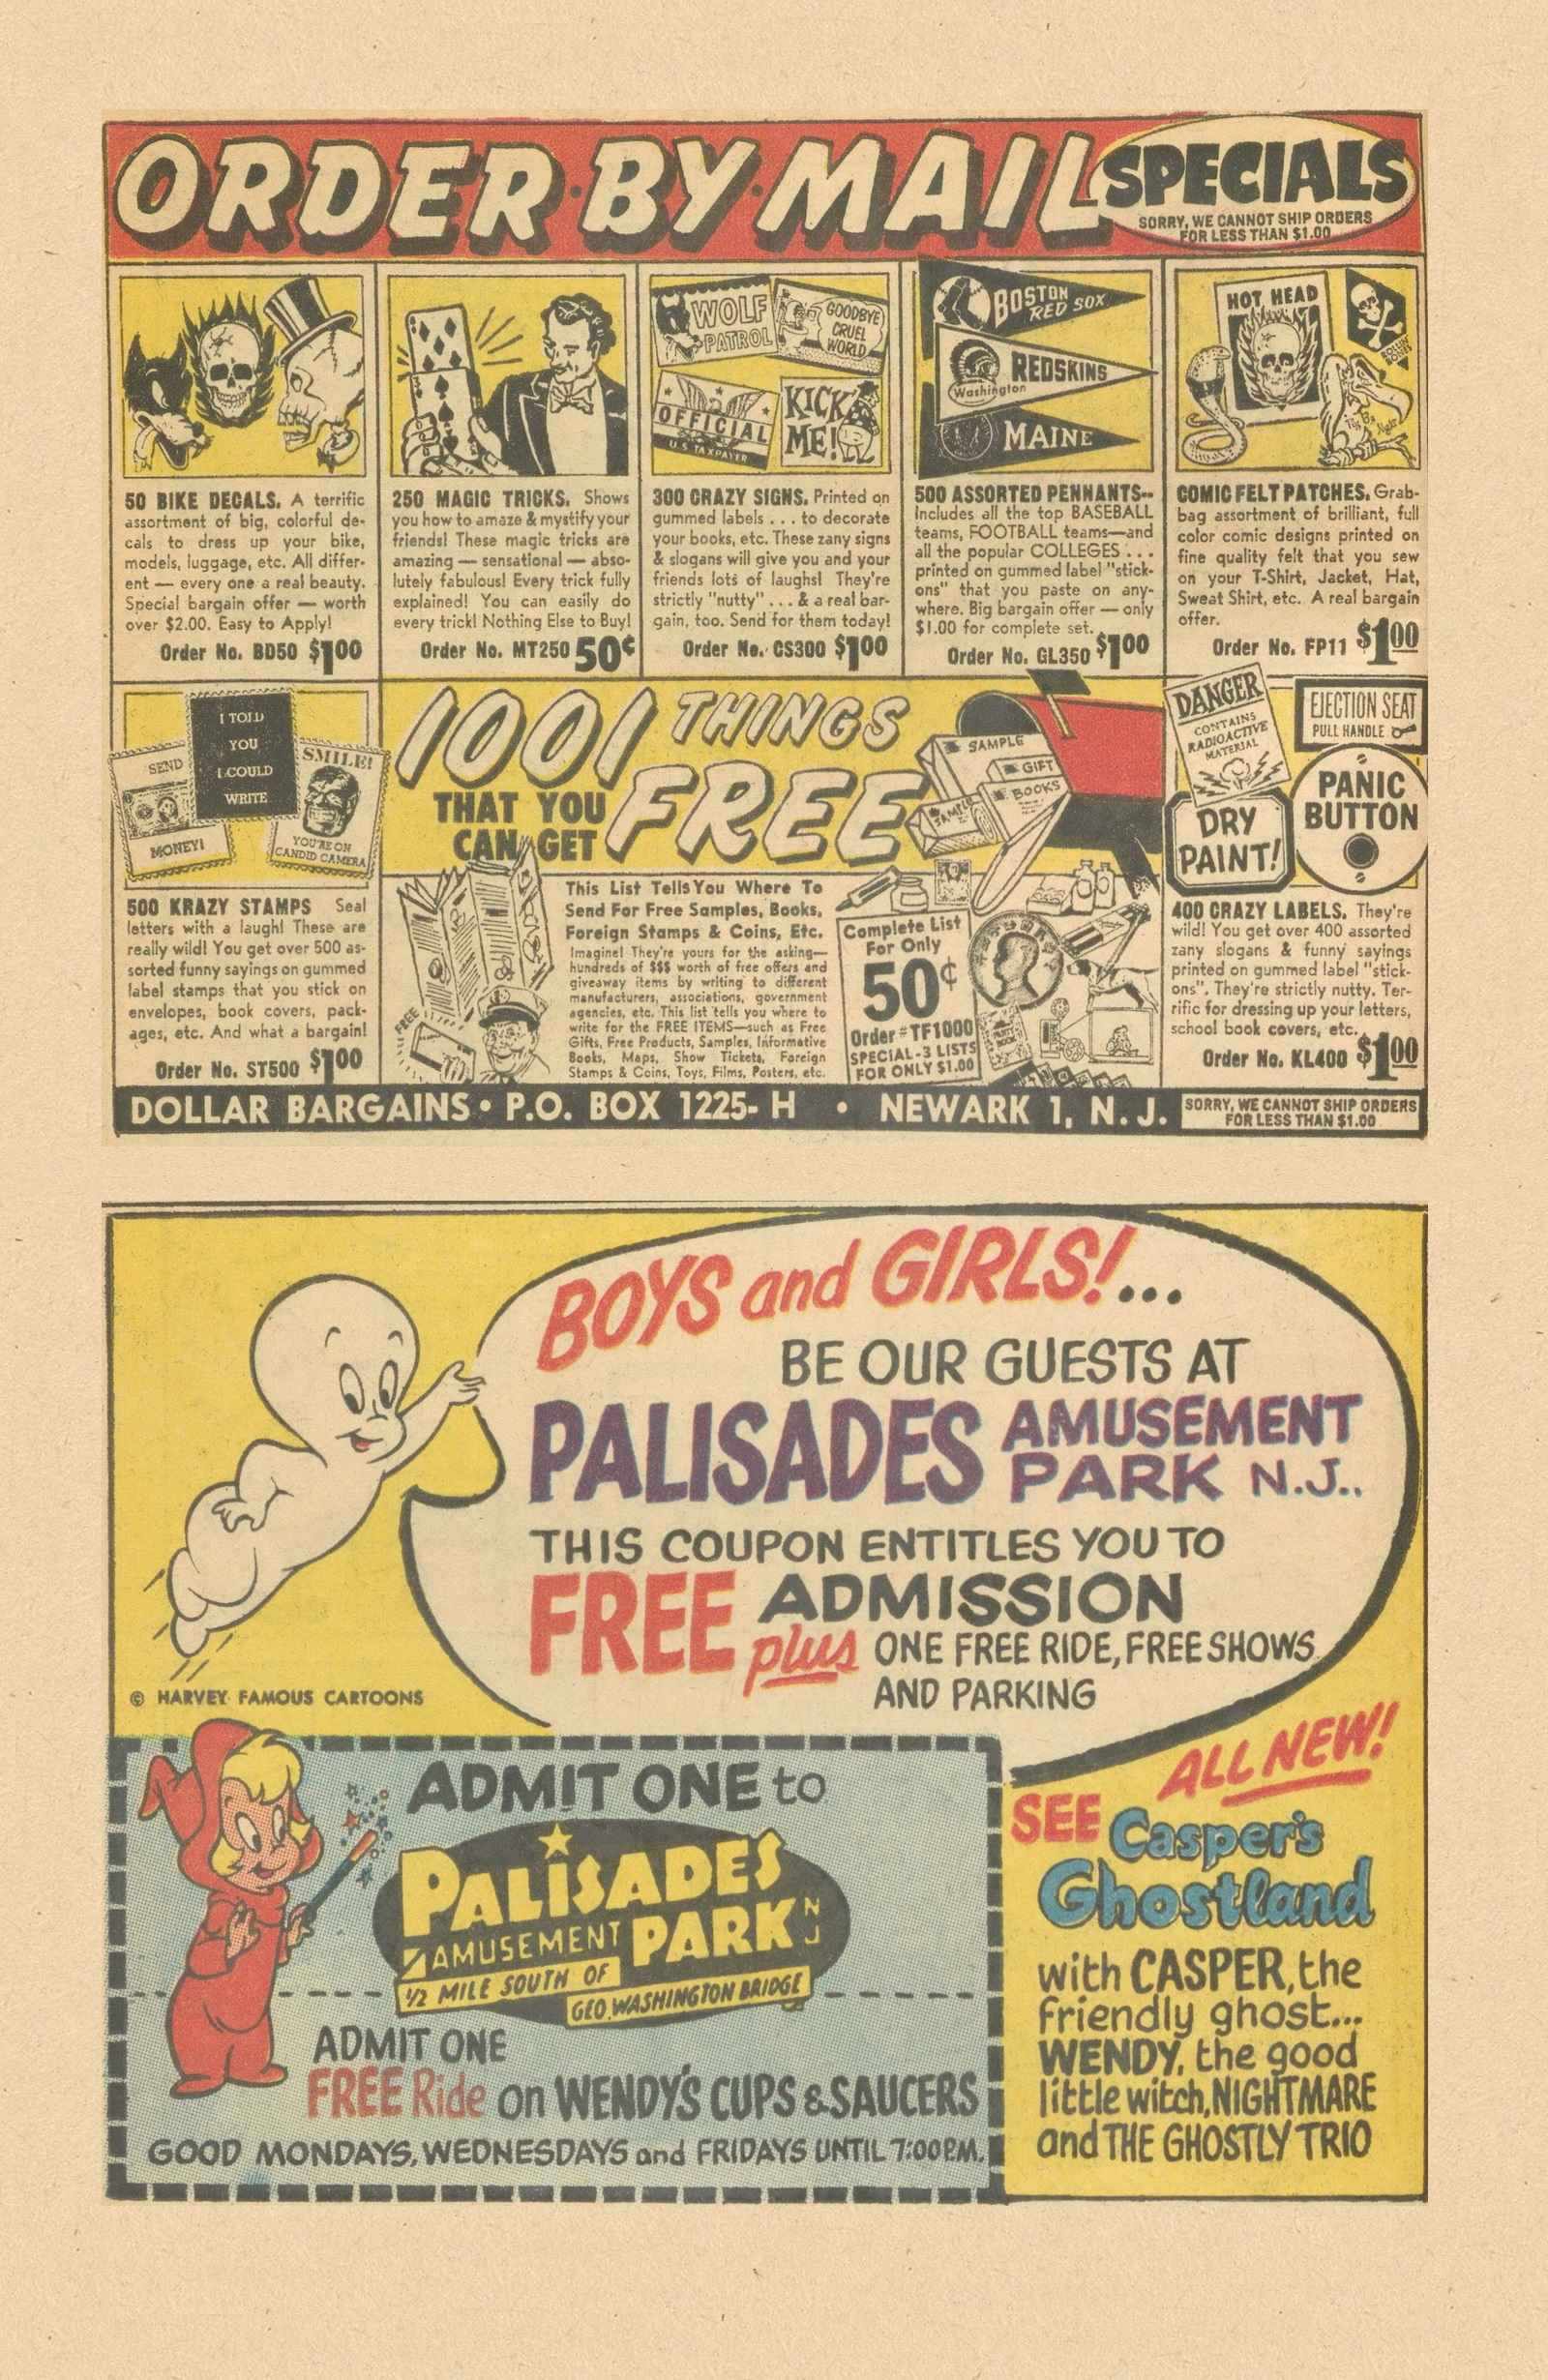 ORDER·BY·MAIL SPECIALS
SORRY, WE CANNOT SHIP ORDERS
FOR LESS THAN $1.00
WOLF
PATROL
GOODBYE
CRUEL
WORLD
OFFICIAL
U.S. TAXPAYER
KICK
ME!
BOSTON
RED SOX
REDSKINS
Washington
MAINE
HOT HEAD
50 BIKE DECALS. A terrific
assortment of big, colorful de-
cals to dress up your bike,
models, luggage, etc. All differ-
ent — every one a real beauty.
Special bargain offer — worth
over $2.00. Easy to Apply!
Order No. BD50 $1.00
250 MAGIC TRICKS. Shows
you how to amaze & mystify your
friends! These magic tricks are
amazing — sensational — abso-
lutely fabulous! Every trick fully
explained! You can easily do
every trick! Nothing Else to Buy!
Order No. MT250 50¢
300 CRAZY SIGNS. Printed on
gummed labels . . . to decorate
your books, etc. These zany signs
& slogans will give you and your
friends lots of laughs! They're
strictly "nutty" . . . & a real bar-
gain, too. Send for them today!
Order No. CS300 $1.00
500 ASSORTED PENNANTS--
Includes all the top BASEBALL
teams, FOOTBALL teams—and
all the popular COLLEGES . . .
printed on gummed label "stick-
ons" that you paste on any-
where. Big bargain offer — only
$1.00 for complete set.
Order No. GL350 $1.00
COMIC FELT PATCHES. Grab-
bag assortment of brilliant, full
color comic designs printed on
fine quality felt that you sew
on your T-Shirt, Jacket, Hat,
Sweat Shirt, etc. A real bargain
offer.
Order No. FP11 $1.00
SEND
MONEY!
I TOLD
YOU
I COULD
WRITE
SMILE!
YOU'RE ON
CANDID CAMERA
500 KRAZY STAMPS Seal
letters with a laugh! These are
really wild! You get over 500 as-
sorted funny sayings on gummed
label stamps that you stick on
envelopes, book covers, pack-
ages, etc. And what a bargain!
Order No. ST500 $1.00
1001 THINGS
THAT YOU
CAN GET
FREE
SAMPLE
GIFT
BOOKS
SAMPLE
FREE
This List Tells You Where To
Send For Free Samples, Books,
Foreign Stamps & Coins, Etc.
Imagine! They're yours for the asking—
hundreds of $$$ worth of free offers and
giveaway items by writing to different
manufacturers, associations, government
agencies, etc. This list tells you where to
write for the FREE ITEMS—such as Free
Gifts, Free Products, Samples, Informative
Books, Maps, Show Tickets, Foreign
Stamps & Coins, Toys, Films, Posters, etc.
Complete List
For Only
50¢
Order #TF1000
SPECIAL-3 LISTS
FOR ONLY $1.00
DANGER
CONTAINS
RADIOACTIVE
MATERIAL
EJECTION SEAT
PULL HANDLE
DRY
PAINT!
PANIC
BUTTON
400 CRAZY LABELS. They're
wild! You get over 400 assorted
zany slogans & funny sayings
printed on gummed label "stick-
ons". They're strictly nutty. Ter-
rific for dressing up your letters,
school book covers, etc.
Order No. KL400 $1.00
DOLLAR BARGAINS • P.O. BOX 1225-H • NEWARK 1, N. J.
SORRY, WE CANNOT SHIP ORDERS
FOR LESS THAN $1.00
BOYS and GIRLS!...
BE OUR GUESTS AT
PALISADES AMUSEMENT
PARK N.J..
THIS COUPON ENTITLES YOU TO
FREE ADMISSION
plus ONE FREE RIDE, FREE SHOWS
AND PARKING
© HARVEY FAMOUS CARTOONS
ADMIT ONE to
PALISADES
AMUSEMENT PARK N J
1/2 MILE SOUTH OF
GEO. WASHINGTON BRIDGE
ADMIT ONE
FREE Ride on WENDY'S CUPS & SAUCERS
GOOD MONDAYS, WEDNESDAYS and FRIDAYS UNTIL 7:00 P.M.
ALL NEW!
SEE Casper's
Ghostland
with CASPER, the
friendly ghost...
WENDY, the good
little witch, NIGHTMARE
and THE GHOSTLY TRIO